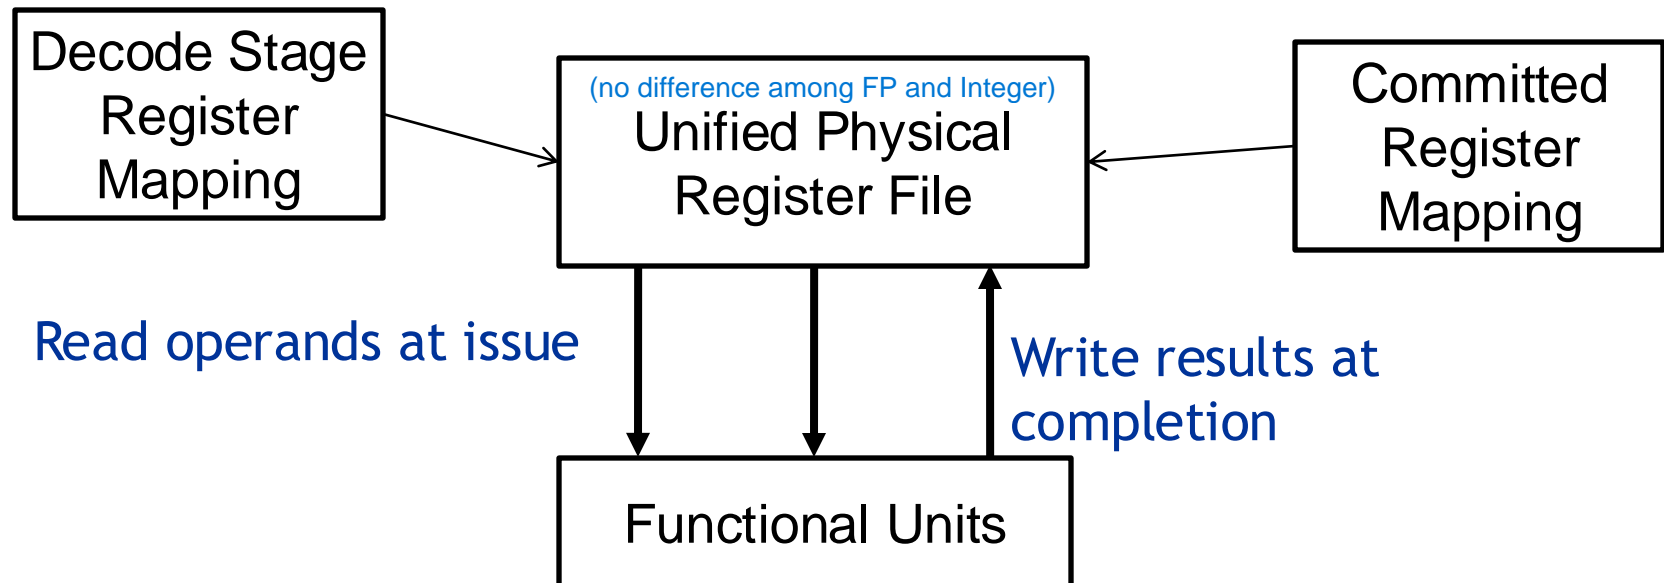 Decode Stage
Register
Mapping
(no difference among FP and Integer)
Unified Physical
Register File
Committed
Register
Mapping
Read operands at issue
Write results at
completion
Functional Units